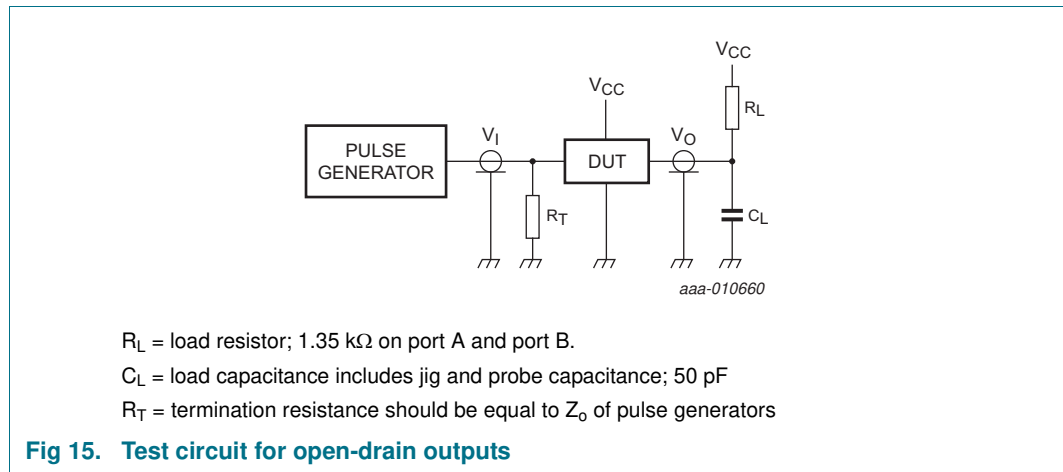 VCC
VCC
RL
VI
VO
PULSE
GENERATOR
DUT
RT
CL
aaa-010660
RL = load resistor; 1.35 kΩ on port A and port B.
CL = load capacitance includes jig and probe capacitance; 50 pF
RT = termination resistance should be equal to Zo of pulse generators
Fig 15. Test circuit for open-drain outputs